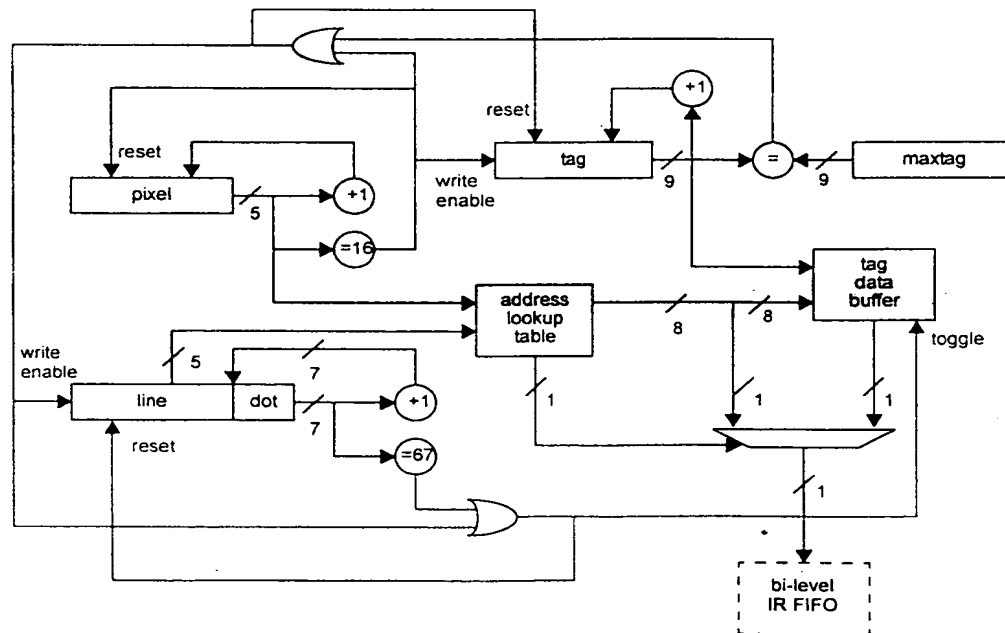 reset
+1
reset
tag
9
=
9
maxtag
write
enable
reset
pixel
5
+1
=16
address
lookup
table
8
8
tag
data
buffer
toggle
write
enable
5
7
line
dot
7
+1
1
1
1
reset
=67
1
bi-level
IR FIFO